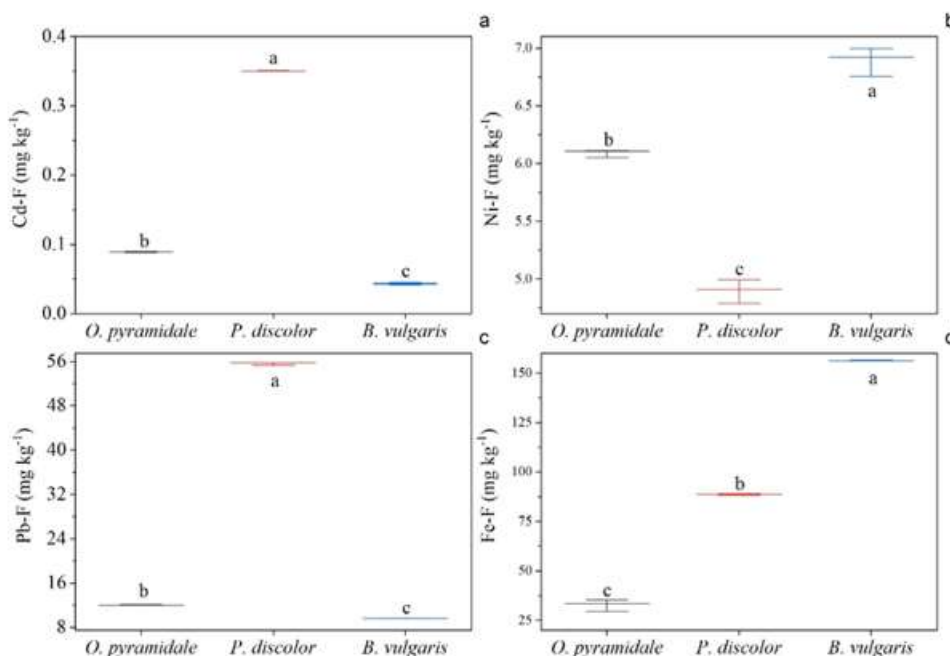 a
Cd-F (mg kg⁻¹)
0.4
0.3
0.2
0.1
0.0
b
a
c
O. pyramidale
P. discolor
B. vulgaris
b
Ni-F (mg kg⁻¹)
7.0
6.5
6.0
5.5
5.0
b
c
a
O. pyramidale
P. discolor
B. vulgaris
c
Pb-F (mg kg⁻¹)
56
48
40
32
24
16
8
b
a
c
O. pyramidale
P. discolor
B. vulgaris
Fe-F (mg kg⁻¹)
150
125
100
75
50
25
c
b
a
O. pyramidale
P. discolor
B. vulgaris